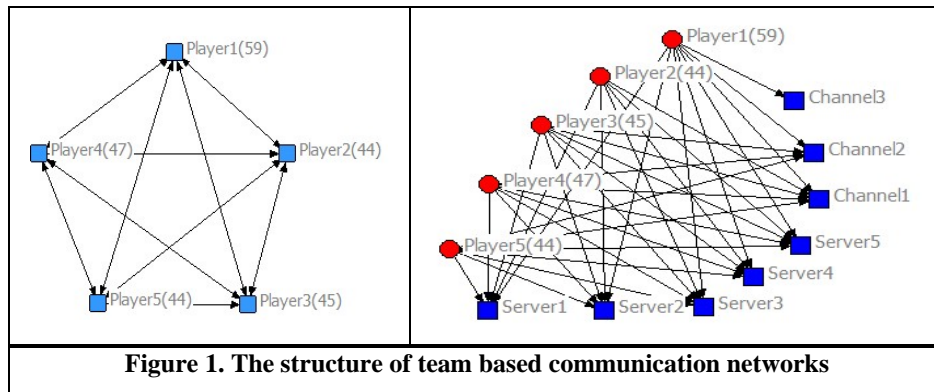 Player1(59)
Player4(47)
Player2(44)
Player5(44)
Player3(45)
Player1(59)
Player2(44)
Channel3
Player3(45)
Channel2
Player4(47)
Channel1
Player5(44)
Server5
Server4
Server1
Server2
Server3
Figure 1. The structure of team based communication networks